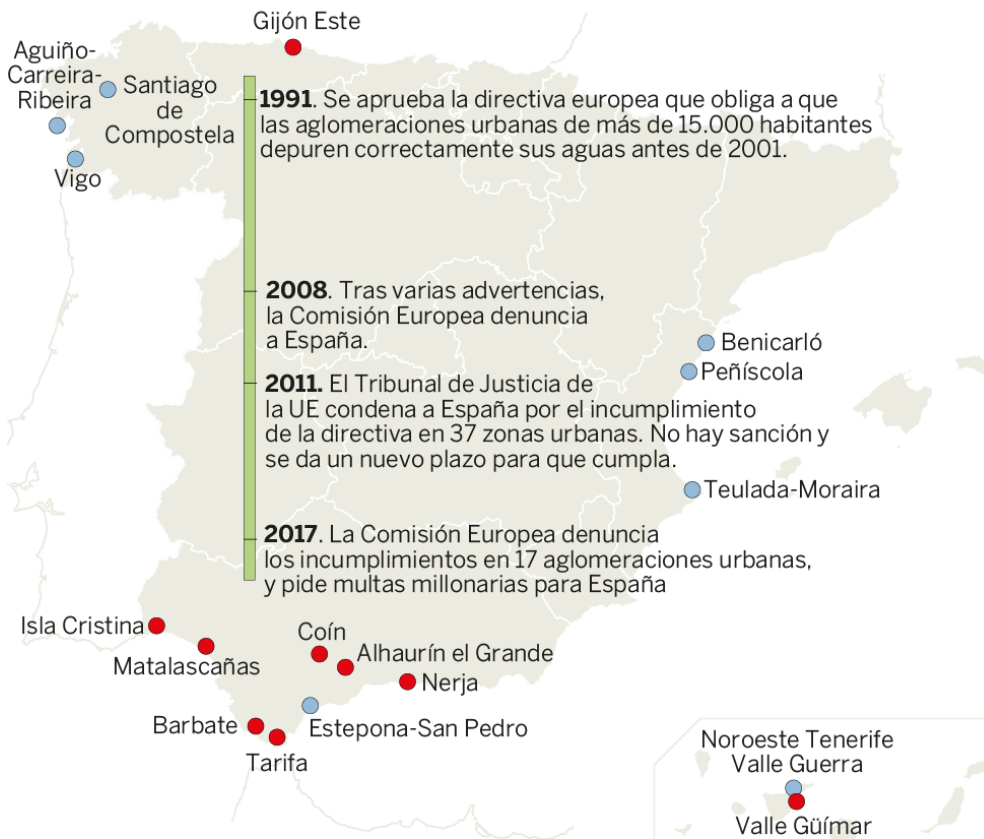 Gijón Este
Aguiño-
Carreira-
Ribeira
Santiago
de
Compostela
Vigo
1991. Se aprueba la directiva europea que obliga a que
las aglomeraciones urbanas de más de 15.000 habitantes
depuren correctamente sus aguas antes de 2001.
2008. Tras varias advertencias,
la Comisión Europea denuncia
a España.
Benicarló
Peñíscola
2011. El Tribunal de Justicia de
la UE condena a España por el incumplimiento
de la directiva en 37 zonas urbanas. No hay sanción y
se da un nuevo plazo para que cumpla.
Teulada-Moraira
2017. La Comisión Europea denuncia
los incumplimientos en 17 aglomeraciones urbanas,
y pide multas millonarias para España
Isla Cristina
Matalascañas
Coín
Alhaurín el Grande
Nerja
Barbate
Estepona-San Pedro
Tarifa
Noroeste Tenerife
Valle Guerra
Valle Güímar